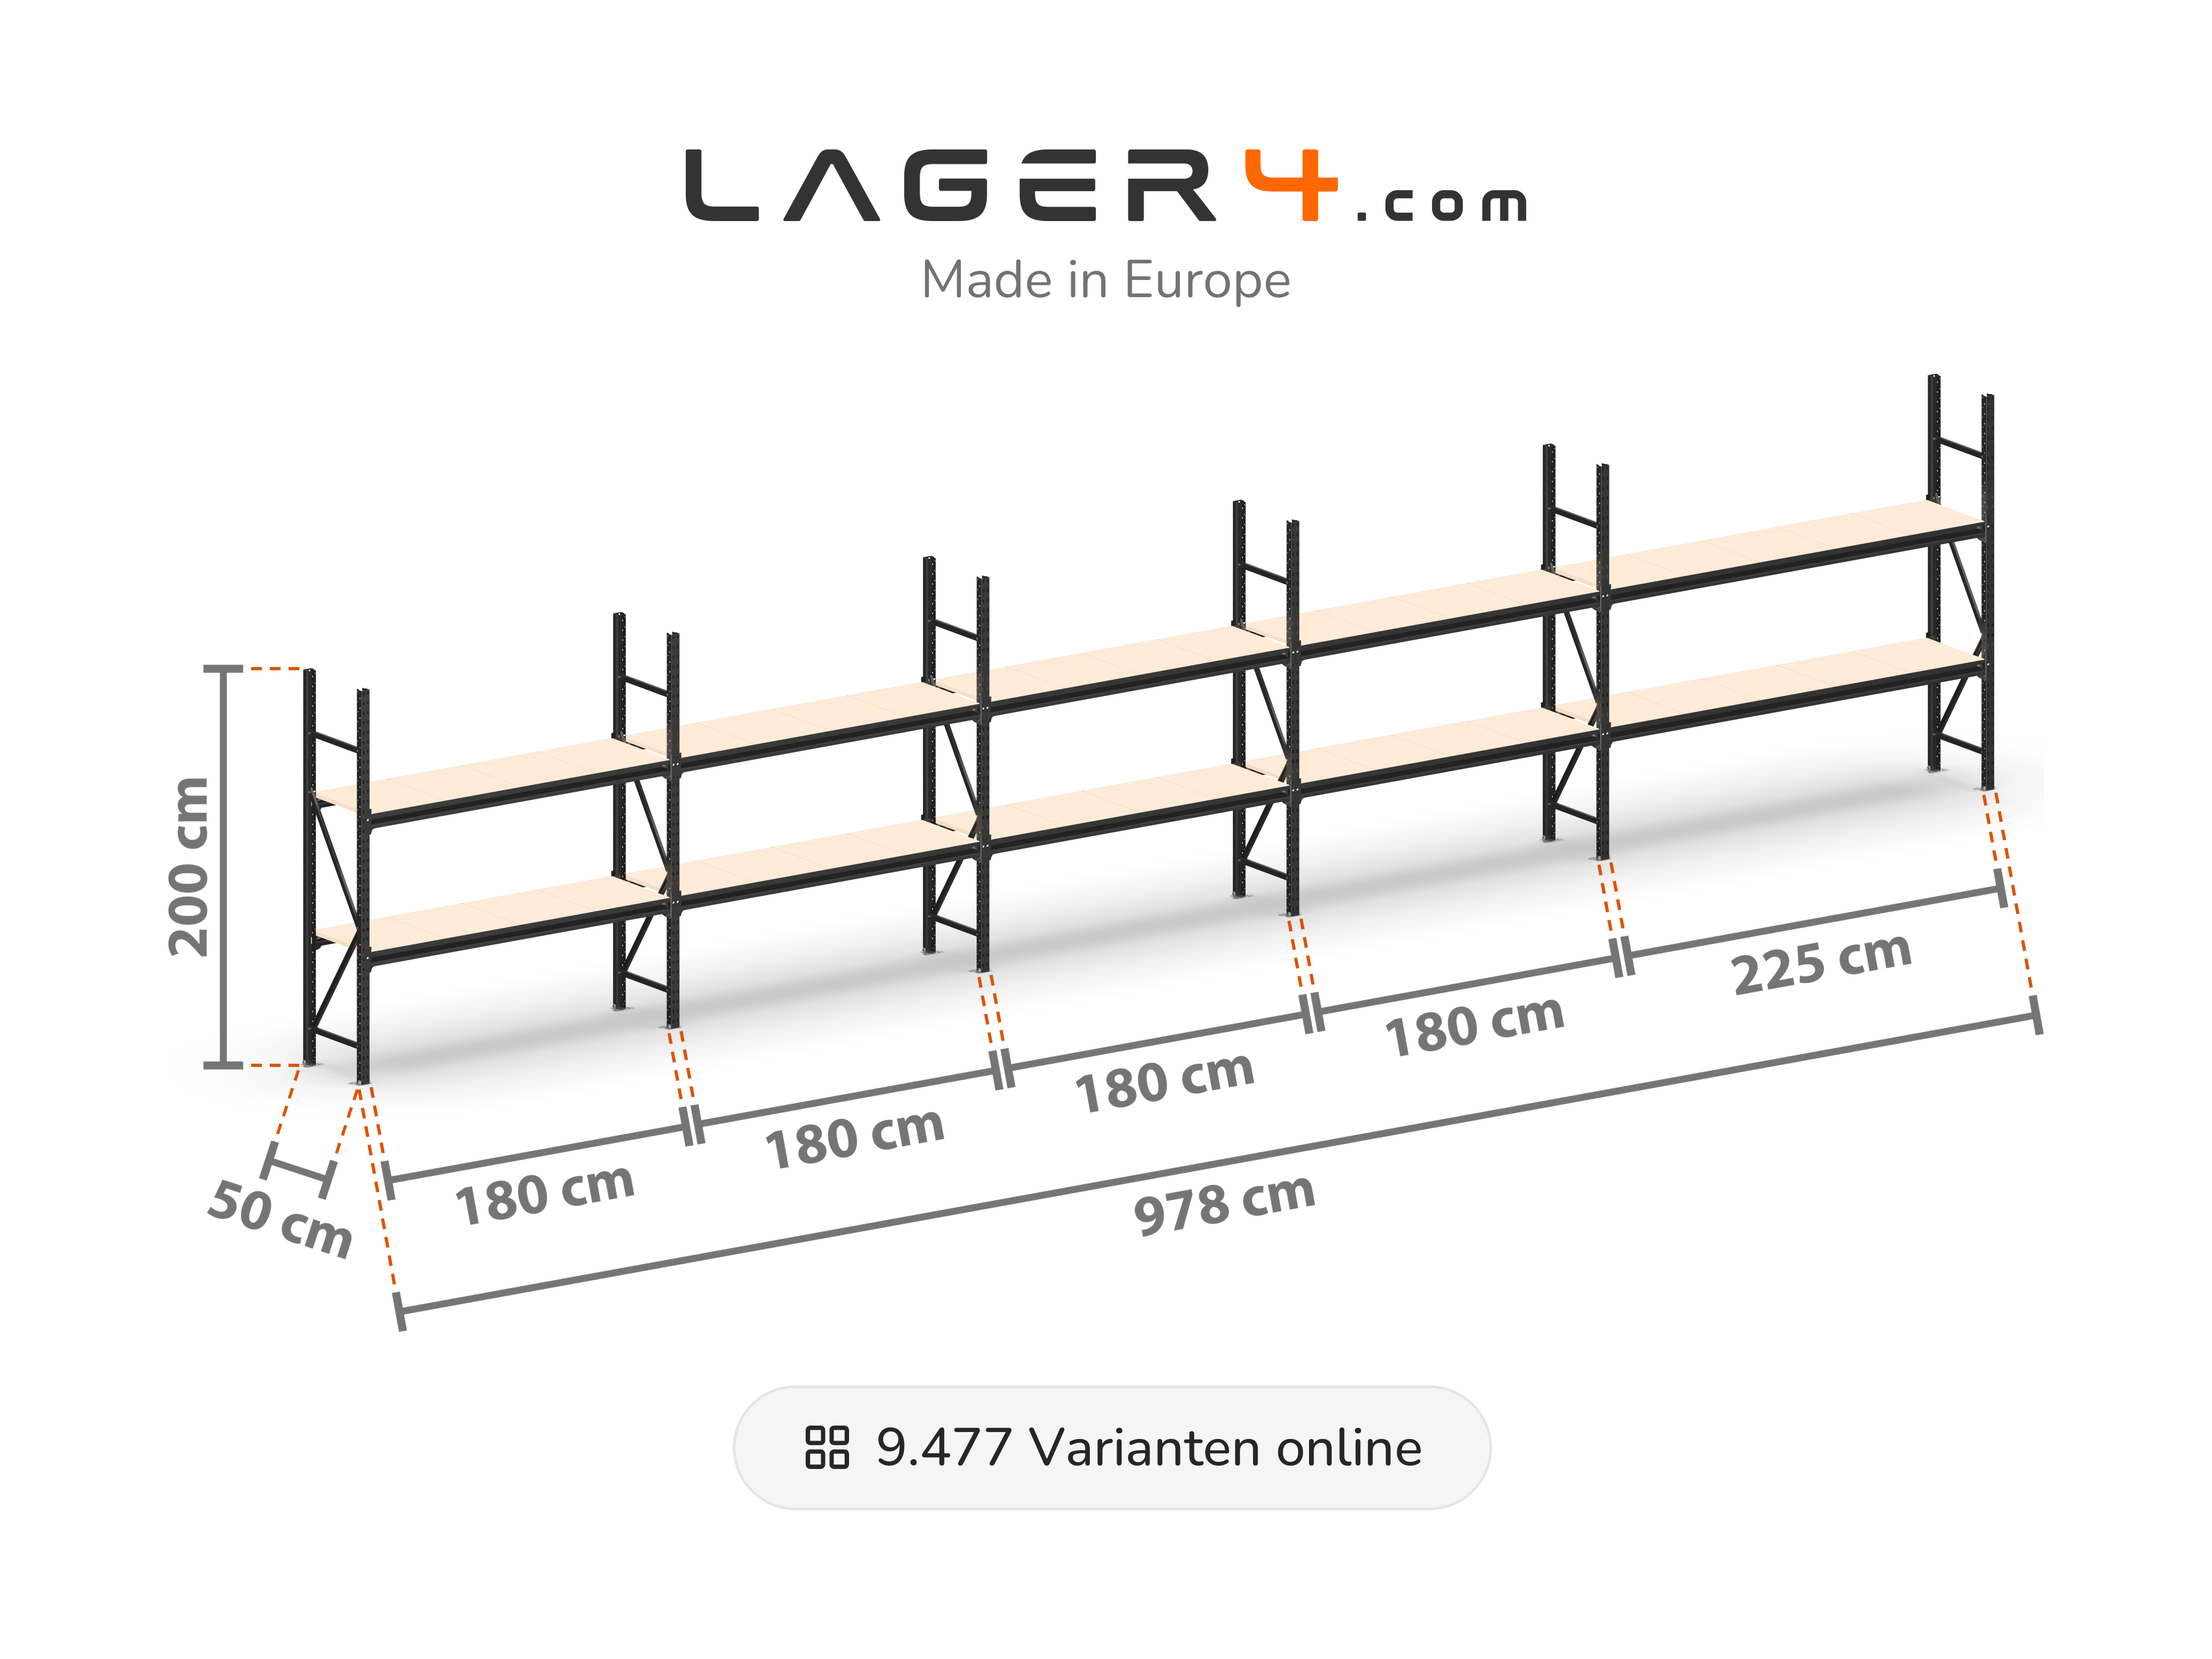 LAGER4.com
Made in Europe
200 cm
50 cm
180 cm
180 cm
180 cm
180 cm
225 cm
978 cm
9.477 Varianten online